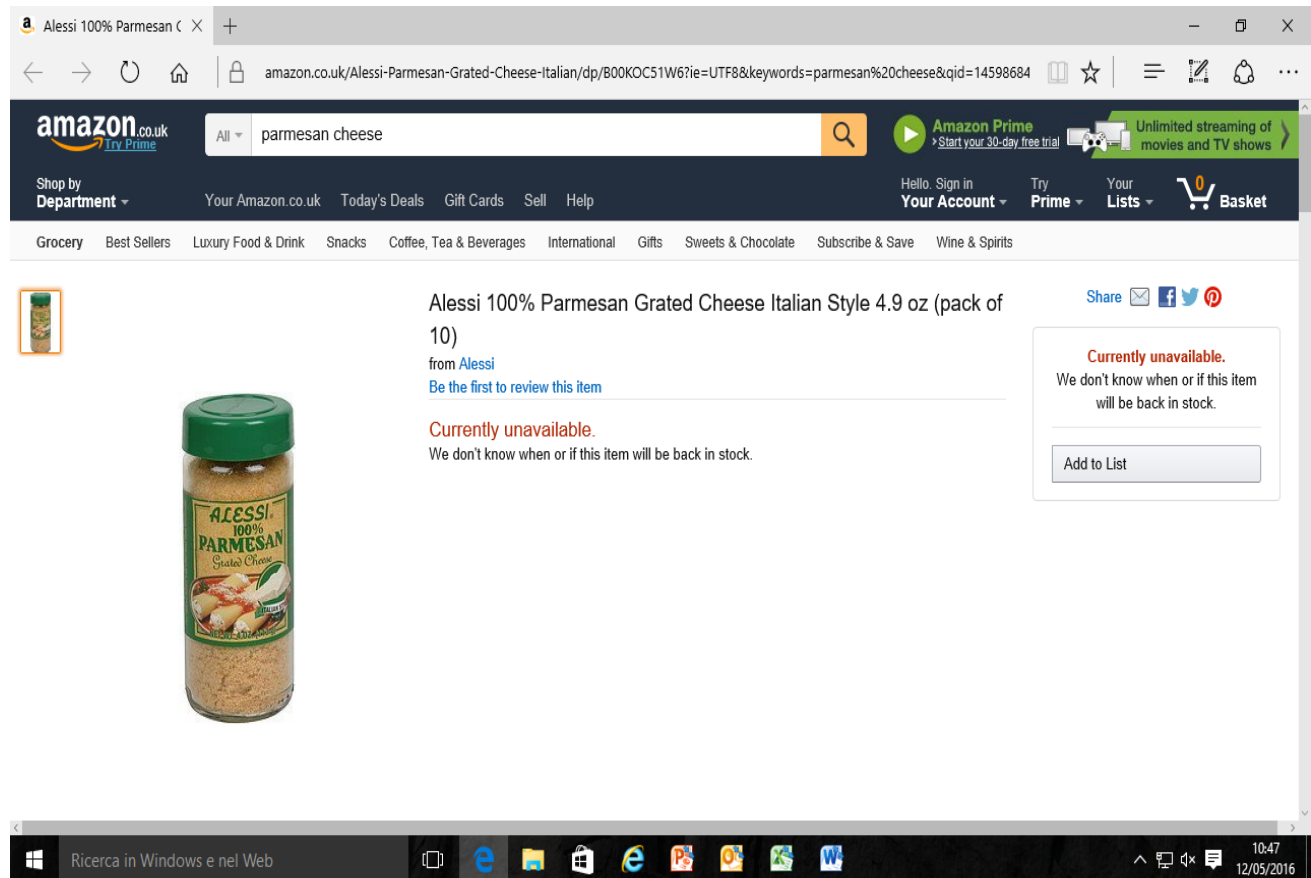 Alessi 100% Parmesan (
amazon.co.uk/Alessi-Parmesan-Grated-Cheese-Italian/dp/B00KOC51W6?ie=UTF8&keywords=parmesan%20cheese&qid=14598684
amazon.co.uk
Try Prime
All
parmesan cheese
Amazon Prime
›Start your 30-day free trial
Unlimited streaming of
movies and TV shows
Shop by
Department
Your Amazon.co.uk Today's Deals Gift Cards Sell Help
Hello. Sign in
Your Account
Try
Prime
Your
Lists
0
Basket
Grocery Best Sellers Luxury Food & Drink Snacks Coffee, Tea & Beverages International Gifts Sweets & Chocolate Subscribe & Save Wine & Spirits
Alessi 100% Parmesan Grated Cheese Italian Style 4.9 oz (pack of
10)
from Alessi
Be the first to review this item
Currently unavailable.
We don't know when or if this item will be back in stock.
Share
Currently unavailable.
We don't know when or if this item
will be back in stock.
Add to List
ALESSI
100%
PARMESAN
Grated Cheese
Ricerca in Windows e nel Web
10:47
12/05/2016